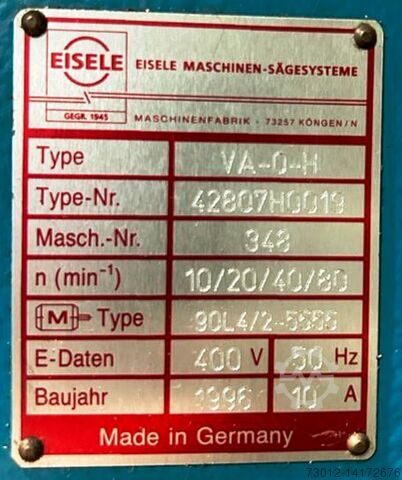 EISELE
GEGR. 1945
EISELE MASCHINEN-SÄGESYSTEME
MASCHINENFABRIK - 73257 KÖNGEN/N
Type VA-0-H
Type-Nr. 42807H0019
Masch.-Nr. 348
n (min⁻¹) 10/20/40/80
M Type 90L4/2-5555
E-Daten 400 V 50 Hz
Baujahr 1996 10 A
Made in Germany
73012-14172676